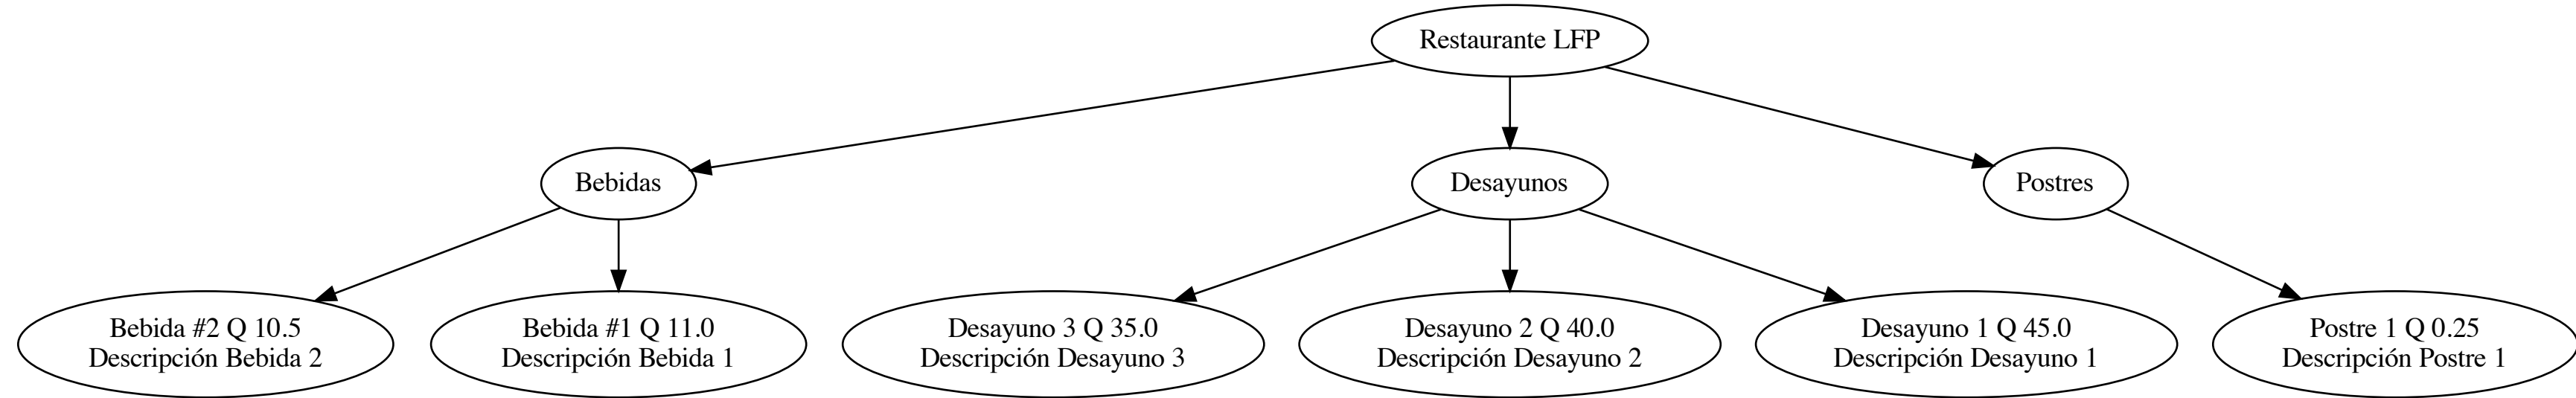 Restaurante LFP
Bebidas
Desayunos
Postres
Bebida #2 Q 10.5
Descripción Bebida 2
Bebida #1 Q 11.0
Descripción Bebida 1
Desayuno 3 Q 35.0
Descripción Desayuno 3
Desayuno 2 Q 40.0
Descripción Desayuno 2
Desayuno 1 Q 45.0
Descripción Desayuno 1
Postre 1 Q 0.25
Descripción Postre 1